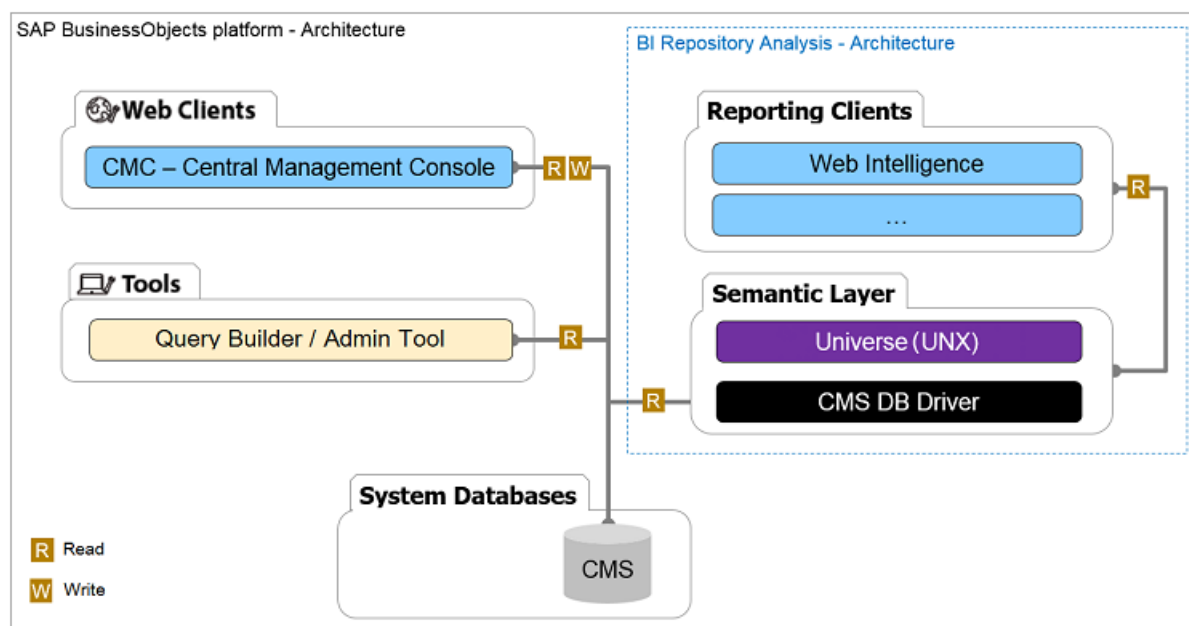 SAP BusinessObjects platform - Architecture
BI Repository Analysis - Architecture
Web Clients
CMC – Central Management Console
R W
Reporting Clients
Web Intelligence
...
R
Tools
Query Builder / Admin Tool
R
Semantic Layer
Universe (UNX)
CMS DB Driver
R
System Databases
CMS
R Read
W Write